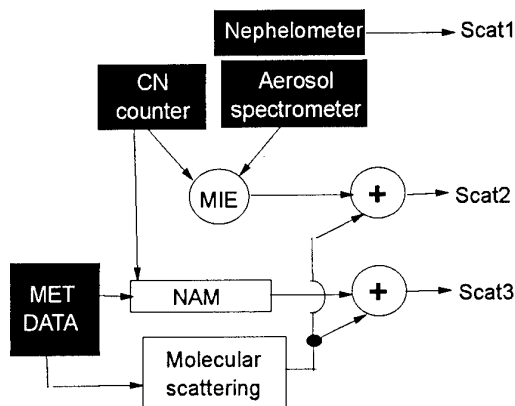 Nephelometer
Scat1
CN
counter
Aerosol
spectrometer
MIE
+
Scat2
MET
DATA
NAM
+
Scat3
Molecular
scattering